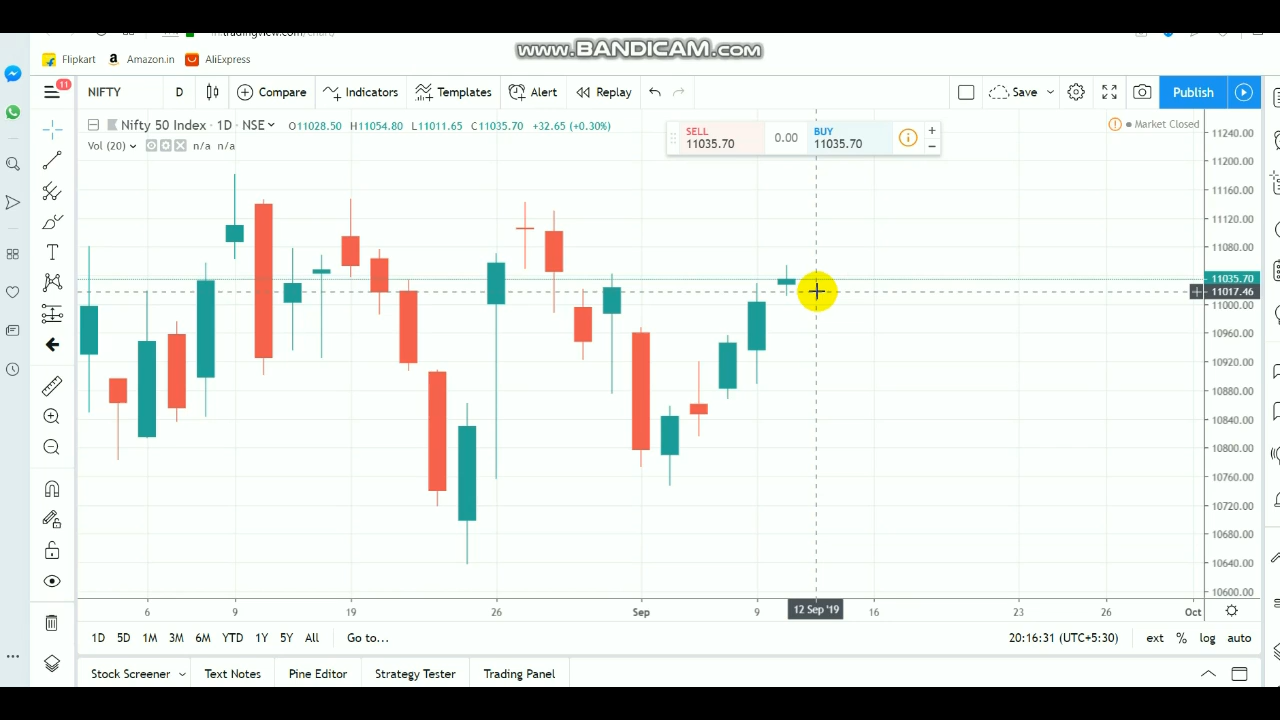 www.BANDICAM.com
Flipkart Amazon.in AliExpress
11 NIFTY D Compare Indicators Templates Alert Replay Save Publish
Nifty 50 Index · 1D · NSE O11028.50 H11054.80 L11011.65 C11035.70 +32.65 (+0.30%)
Vol (20) n/a n/a
SELL 11035.70 0.00 BUY 11035.70 + −
Market Closed
11240.00
11200.00
11160.00
11120.00
11080.00
11035.70
11017.46
11000.00
10960.00
10920.00
10880.00
10840.00
10800.00
10760.00
10720.00
10680.00
10640.00
10600.00
6 9 19 26 Sep 9 12 Sep '19 16 23 26 Oct
1D 5D 1M 3M 6M YTD 1Y 5Y All Go to... 20:16:31 (UTC+5:30) ext % log auto
Stock Screener Text Notes Pine Editor Strategy Tester Trading Panel